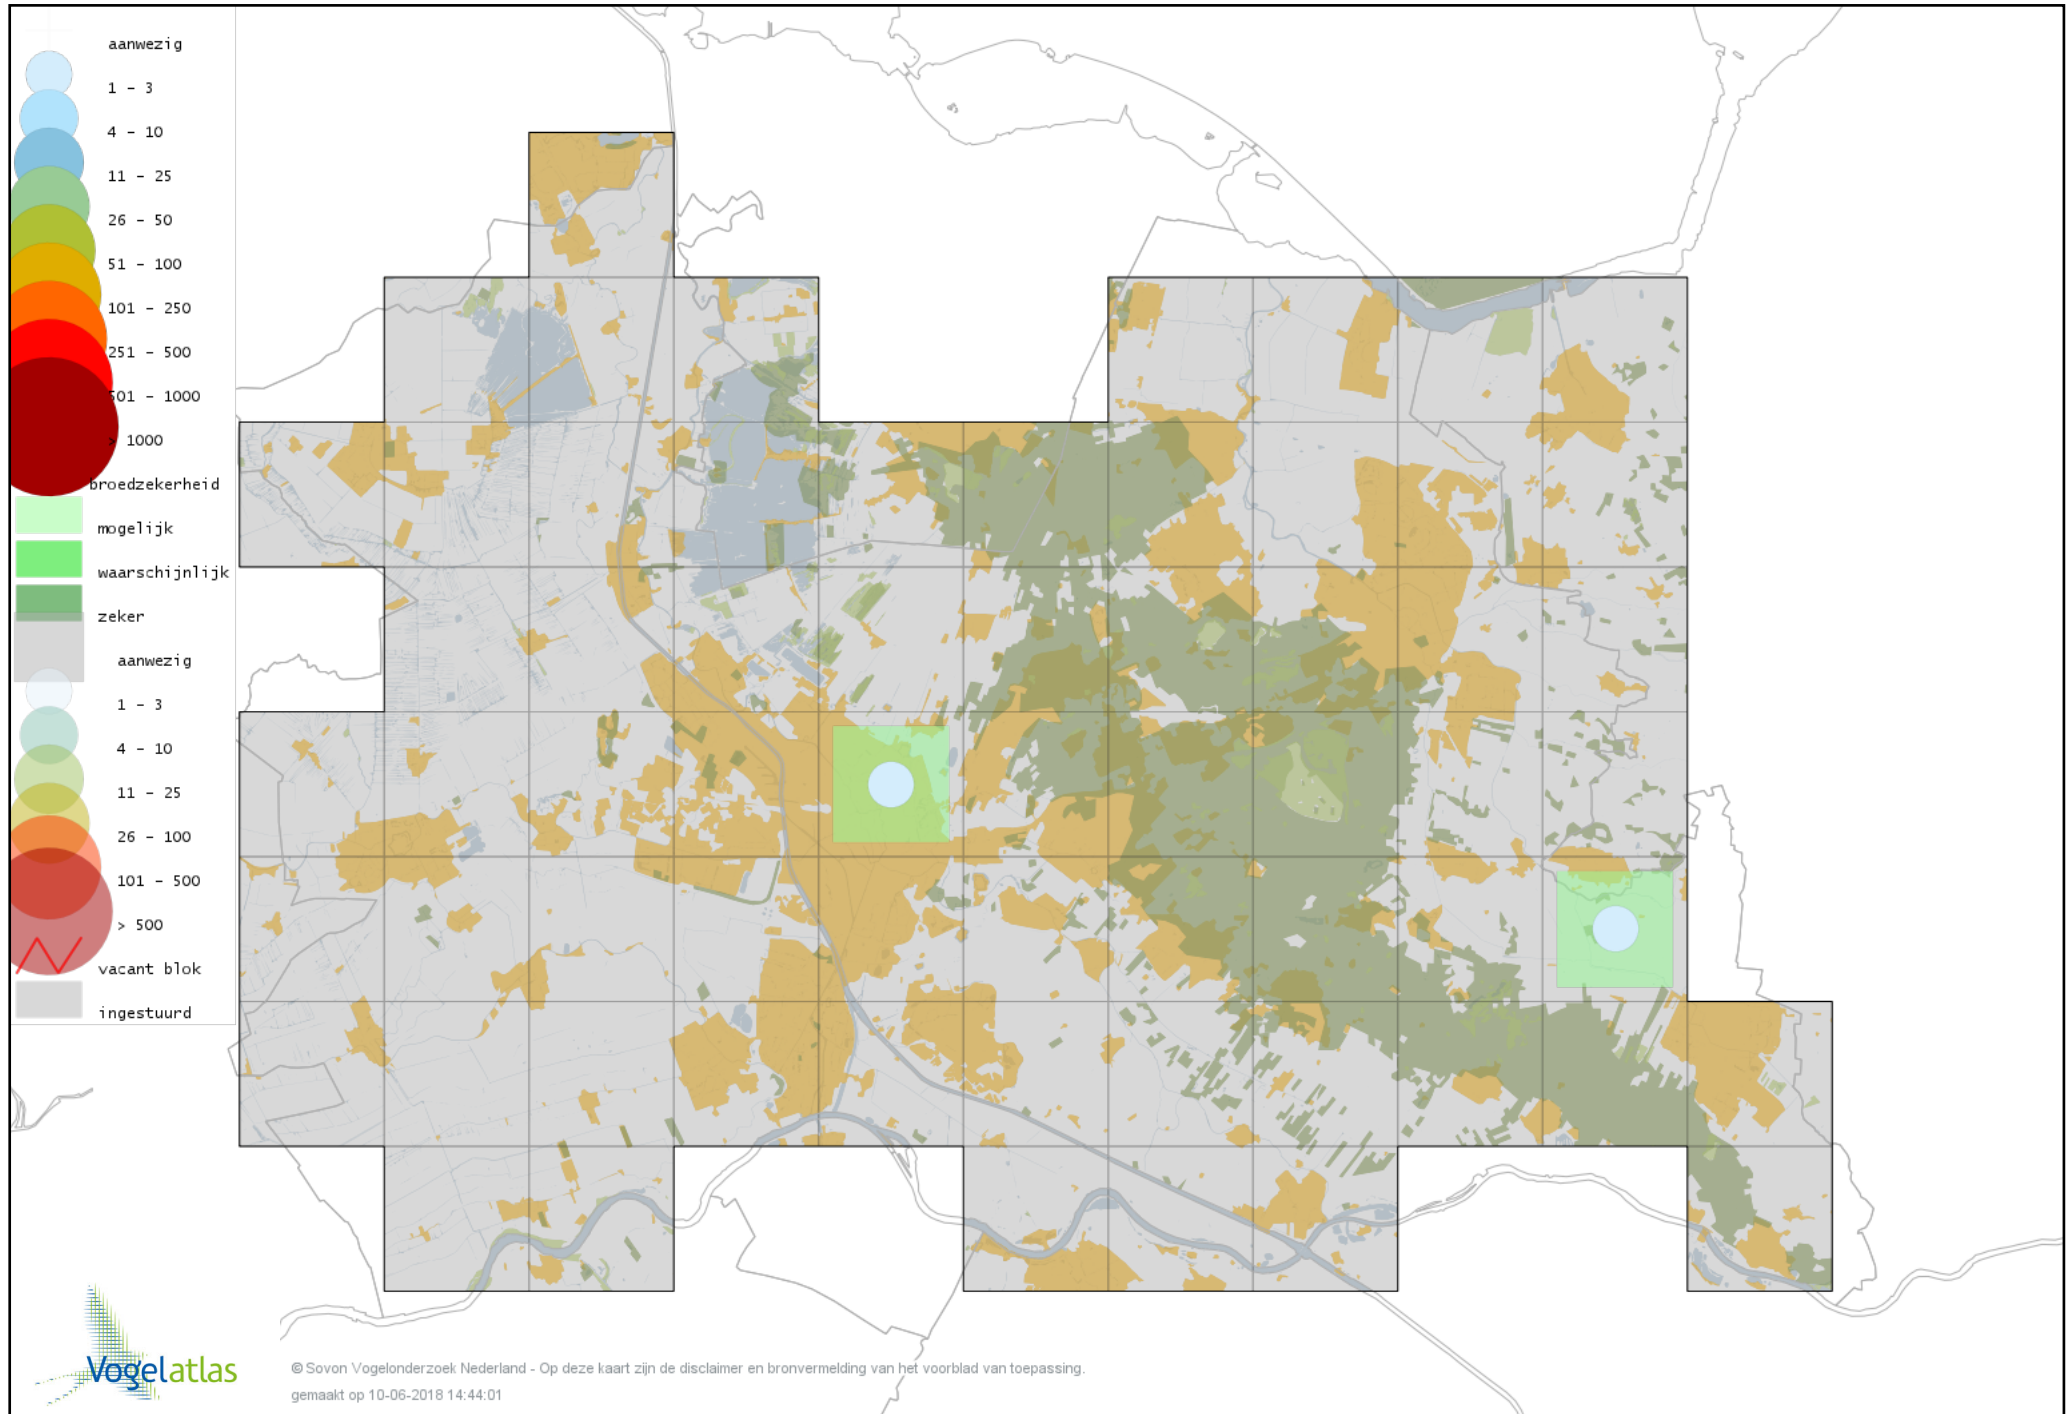 aanwezig
1 – 3
4 – 10
11 – 25
26 – 50
51 – 100
101 – 250
251 – 500
501 – 1000
> 1000
broedzekerheid
mogelijk
waarschijnlijk
zeker
aanwezig
1 – 3
4 – 10
11 – 25
26 – 100
101 – 500
> 500
vacant blok
ingestuurd
Vogelatlas
© Sovon Vogelonderzoek Nederland - Op deze kaart zijn de disclaimer en bronvermelding van het voorblad van toepassing.
gemaakt op 10-06-2018 14:44:01